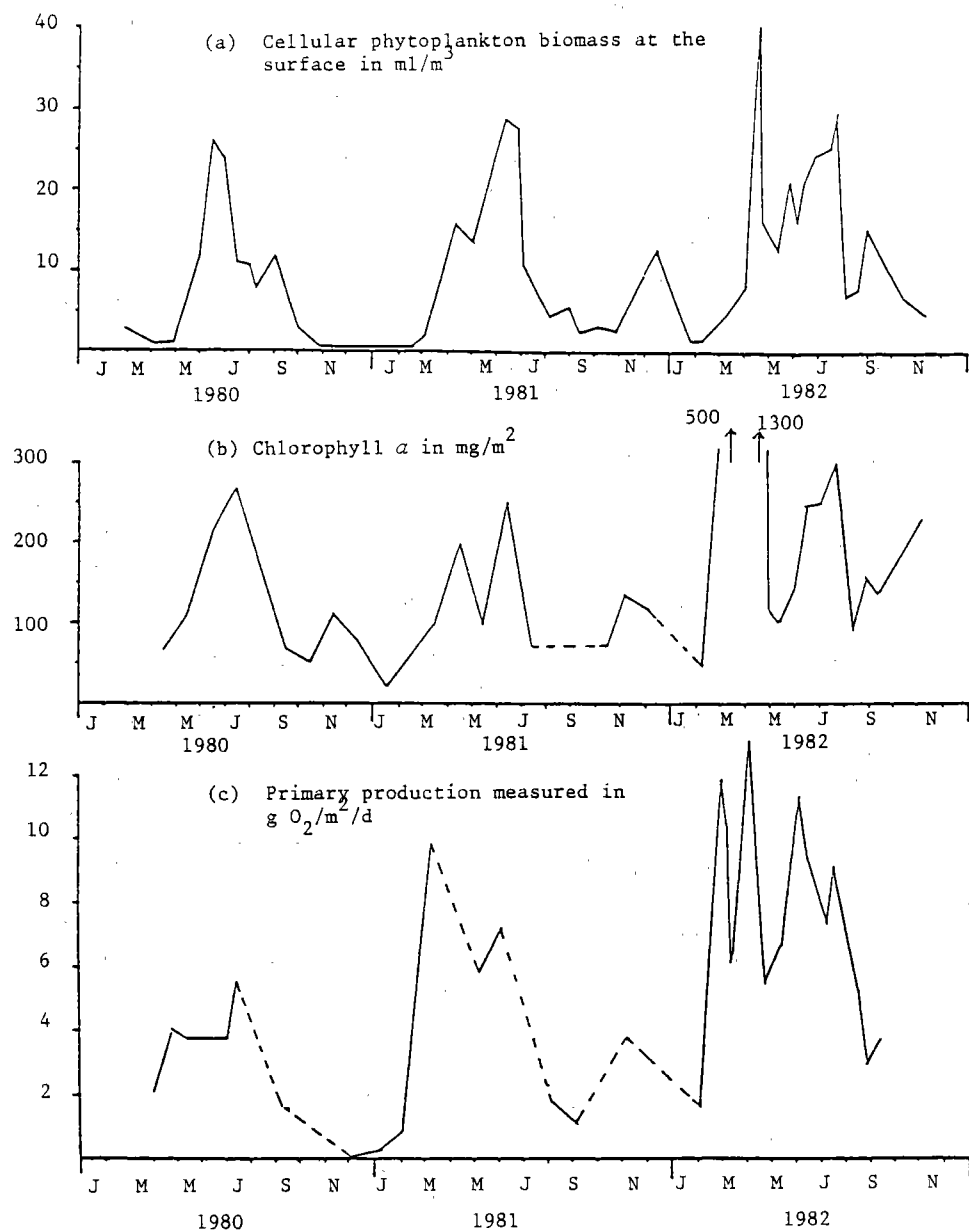 40
(a) Cellular phytoplankton biomass at the
surface in ml/m³
30
20
10
J M M J S N J M M J S N J M M J S N
1980 1981 1982
500 1300
(b) Chlorophyll a in mg/m²
300
200
100
J M M J S N J M M J S N J M M J S N
1980 1981 1982
12
(c) Primary production measured in
g O₂/m²/d
10
8
6
4
2
J M M J S N J M M J S N J M M J S N
1980 1981 1982